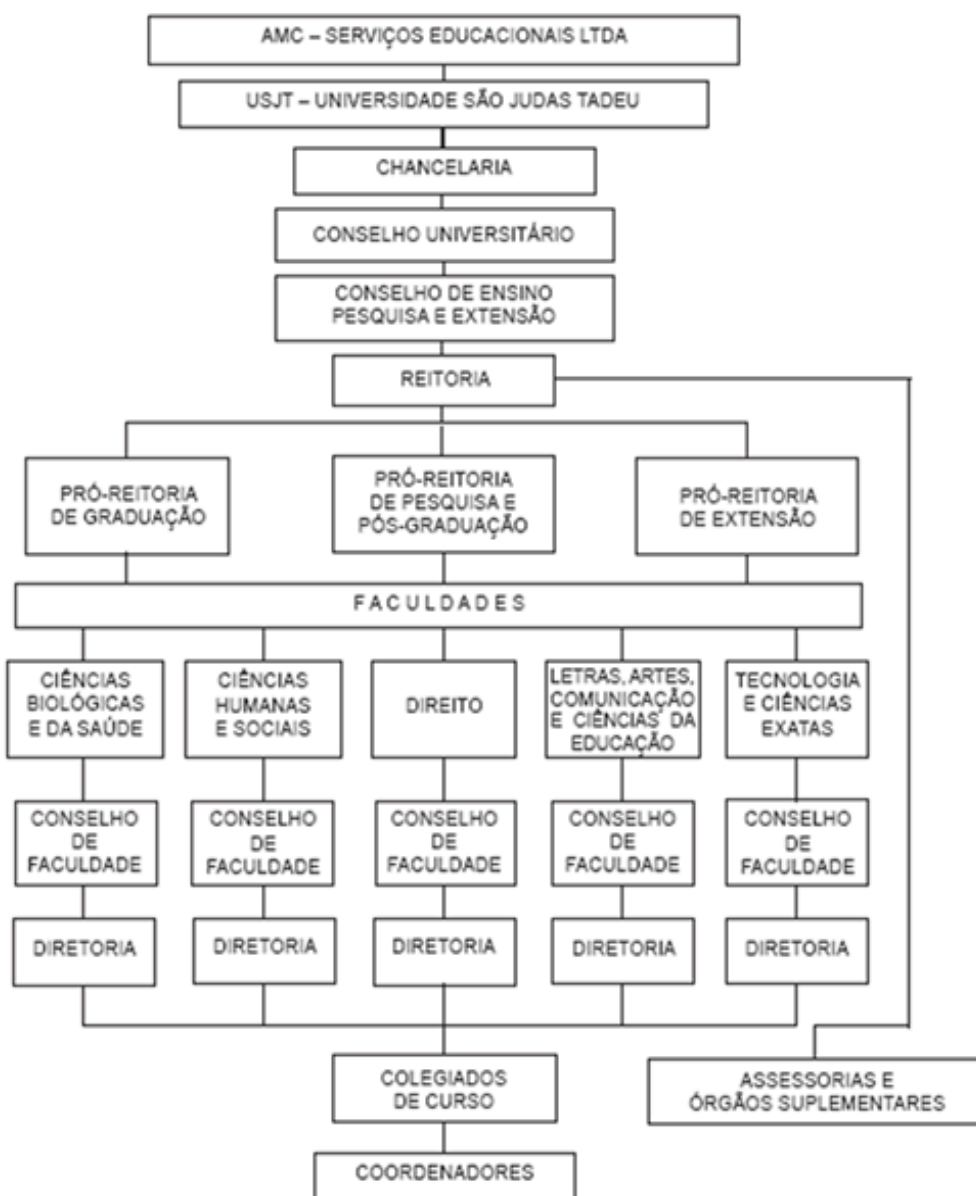 AMC – SERVIÇOS EDUCACIONAIS LTDA
USJT – UNIVERSIDADE SÃO JUDAS TADEU
CHANCELARIA
CONSELHO UNIVERSITÁRIO
CONSELHO DE ENSINO
PESQUISA E EXTENSÃO
REITORIA
PRÓ-REITORIA
DE GRADUAÇÃO
PRÓ-REITORIA
DE PESQUISA E
PÓS-GRADUAÇÃO
PRÓ-REITORIA
DE EXTENSÃO
FACULDADES
CIÊNCIAS
BIOLÓGICAS
E DA SAÚDE
CIÊNCIAS
HUMANAS
E SOCIAIS
DIREITO
LETRAS, ARTES,
COMUNICAÇÃO
E CIÊNCIAS DA
EDUCAÇÃO
TECNOLOGIA
E CIÊNCIAS
EXATAS
CONSELHO
DE
FACULDADE
CONSELHO
DE
FACULDADE
CONSELHO
DE
FACULDADE
CONSELHO
DE
FACULDADE
CONSELHO
DE
FACULDADE
DIRETORIA
DIRETORIA
DIRETORIA
DIRETORIA
DIRETORIA
COLEGIADOS
DE CURSO
ASSESSORIAS E
ÓRGÃOS SUPLEMENTARES
COORDENADORES